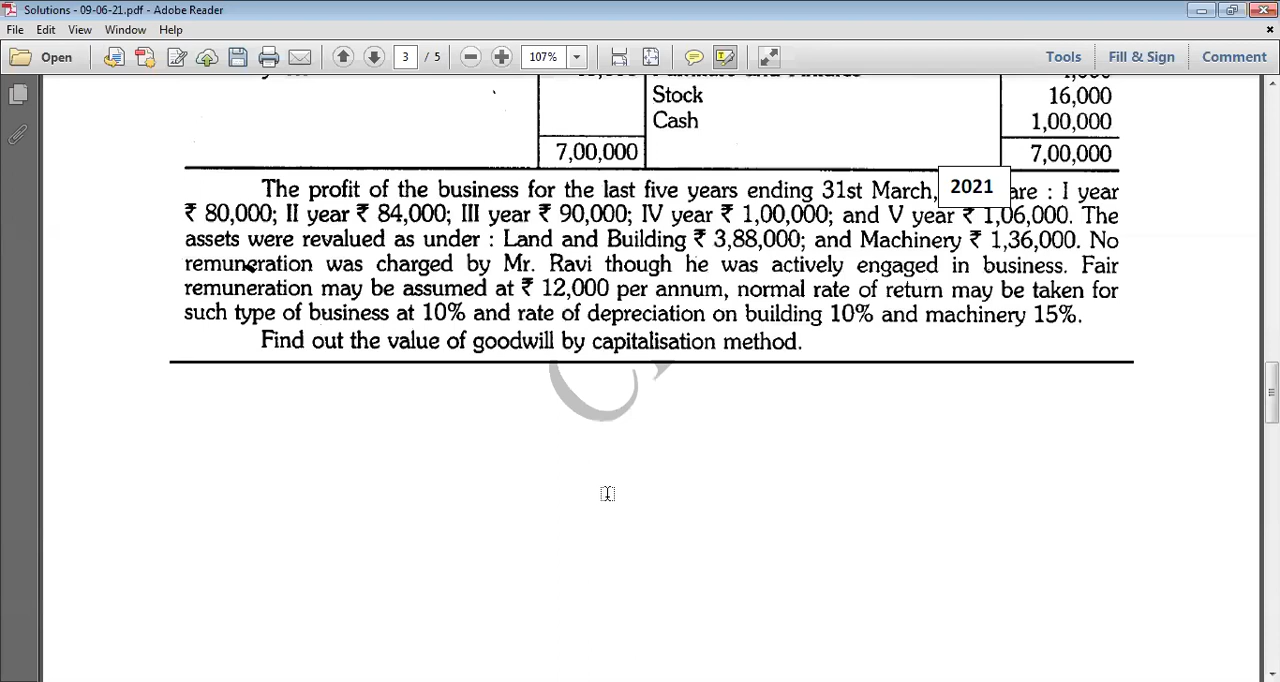 Solutions - 09-06-21.pdf - Adobe Reader
File Edit View Window Help
Open 3 / 5 107% Tools Fill & Sign Comment
Stock 16,000
Cash 1,00,000
7,00,000 7,00,000
The profit of the business for the last five years ending 31st March, 2021 are : I year
₹ 80,000; II year ₹ 84,000; III year ₹ 90,000; IV year ₹ 1,00,000; and V year ₹ 1,06,000. The
assets were revalued as under : Land and Building ₹ 3,88,000; and Machinery ₹ 1,36,000. No
remuneration was charged by Mr. Ravi though he was actively engaged in business. Fair
remuneration may be assumed at ₹ 12,000 per annum, normal rate of return may be taken for
such type of business at 10% and rate of depreciation on building 10% and machinery 15%.
Find out the value of goodwill by capitalisation method.